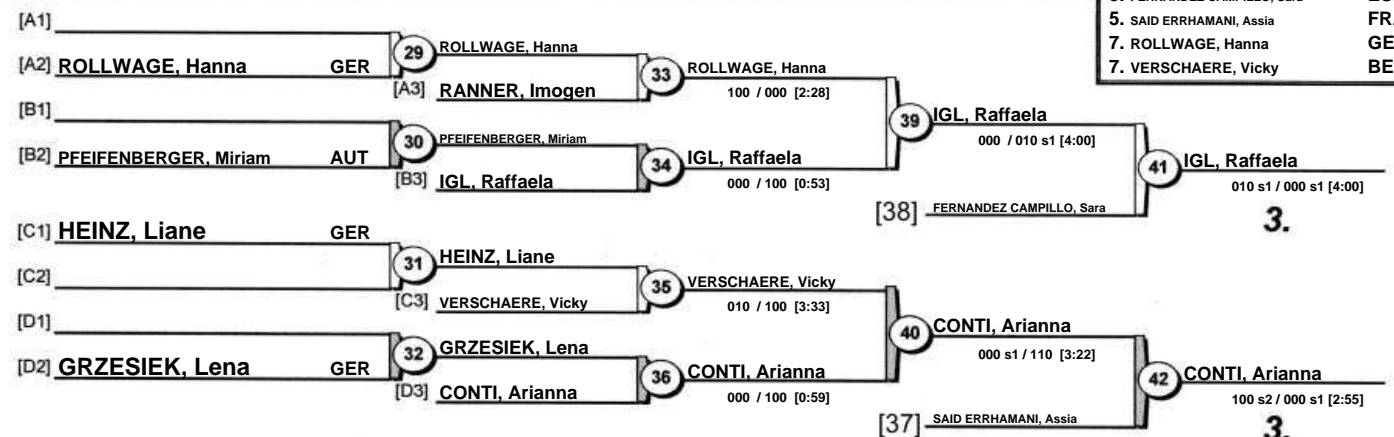 5. SAID ERRHAMANI, Assia FRA
7. ROLLWAGE, Hanna GE
7. VERSCHAERE, Vicky BE
[A1]
[A2] ROLLWAGE, Hanna GER
29
ROLLWAGE, Hanna
[A3] RANNER, Imogen
33
ROLLWAGE, Hanna
100 / 000 [2:28]
[B1]
[B2] PFEIFENBERGER, Miriam AUT
30
PFEIFENBERGER, Miriam
[B3] IGL, Raffaela
34
IGL, Raffaela
000 / 100 [0:53]
39
IGL, Raffaela
000 / 010 s1 [4:00]
[38] FERNANDEZ CAMPILLO, Sara
41
IGL, Raffaela
010 s1 / 000 s1 [4:00]
3.
[C1] HEINZ, Liane GER
[C2]
31
HEINZ, Liane
[C3] VERSCHAERE, Vicky
35
VERSCHAERE, Vicky
010 / 100 [3:33]
[D1]
[D2] GRZESIEK, Lena GER
32
GRZESIEK, Lena
[D3] CONTI, Arianna
36
CONTI, Arianna
000 / 100 [0:59]
40
CONTI, Arianna
000 s1 / 110 [3:22]
[37] SAID ERRHAMANI, Assia
42
CONTI, Arianna
100 s2 / 000 s1 [2:55]
3.